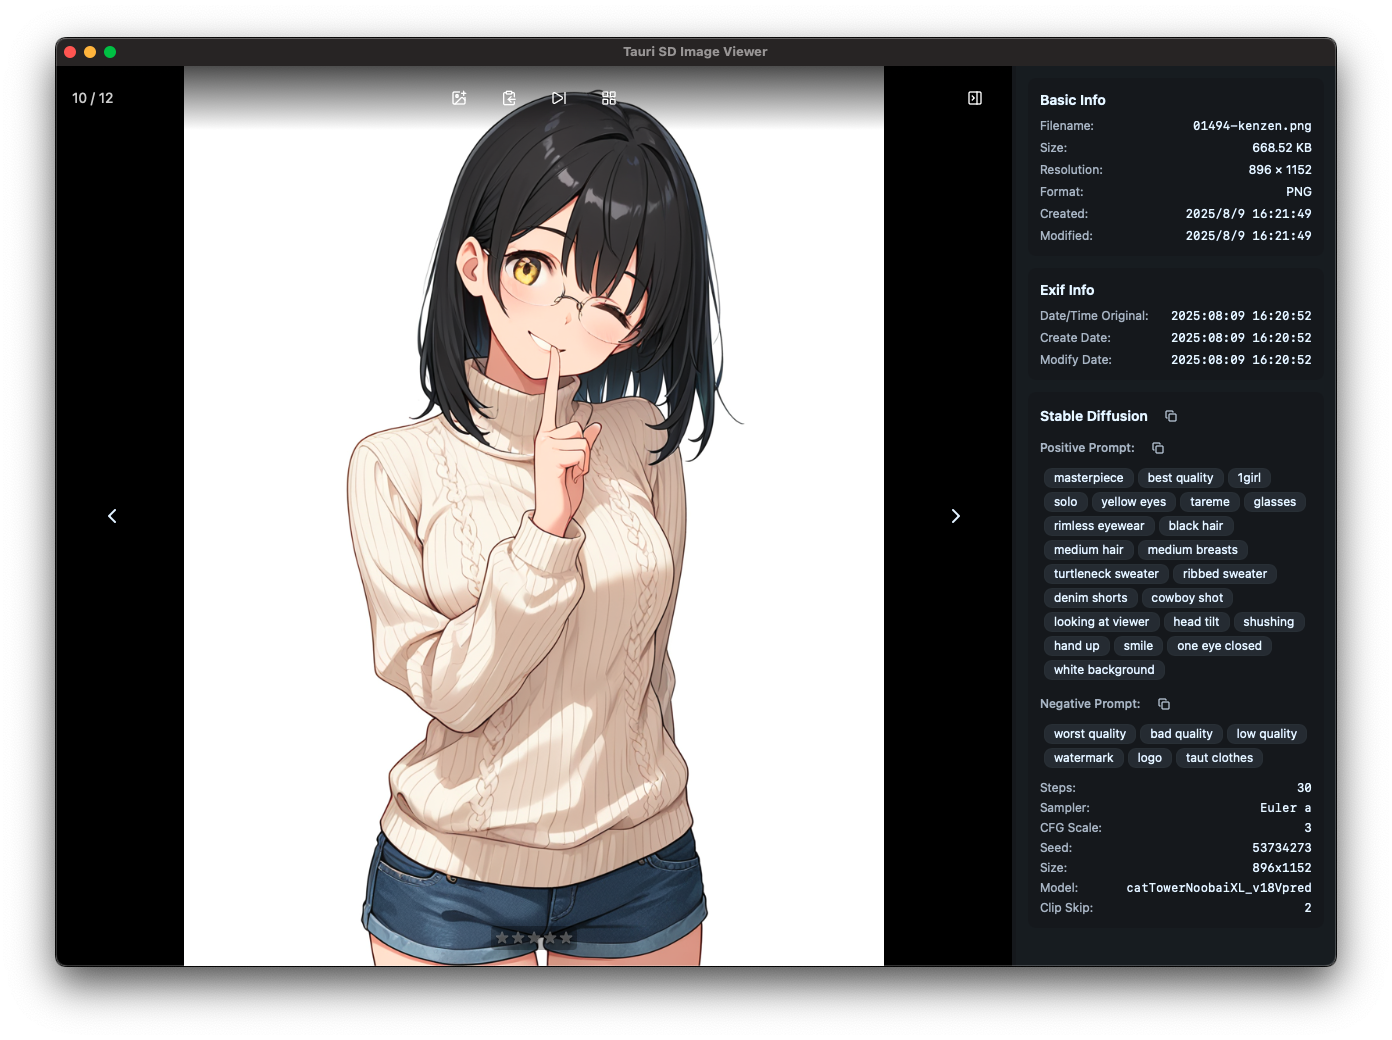 Tauri SD Image Viewer
10 / 12
Basic Info
Filename: 01494-kenzen.png
Size: 668.52 KB
Resolution: 896 × 1152
Format: PNG
Created: 2025/8/9 16:21:49
Modified: 2025/8/9 16:21:49
Exif Info
Date/Time Original: 2025:08:09 16:20:52
Create Date: 2025:08:09 16:20:52
Modify Date: 2025:08:09 16:20:52
Stable Diffusion
Positive Prompt:
masterpiece best quality 1girl
solo yellow eyes tareme glasses
rimless eyewear black hair
medium hair medium breasts
turtleneck sweater ribbed sweater
denim shorts cowboy shot
looking at viewer head tilt shushing
hand up smile one eye closed
white background
Negative Prompt:
worst quality bad quality low quality
watermark logo taut clothes
Steps: 30
Sampler: Euler a
CFG Scale: 3
Seed: 53734273
Size: 896x1152
Model: catTowerNoobaiXL_v18Vpred
Clip Skip: 2